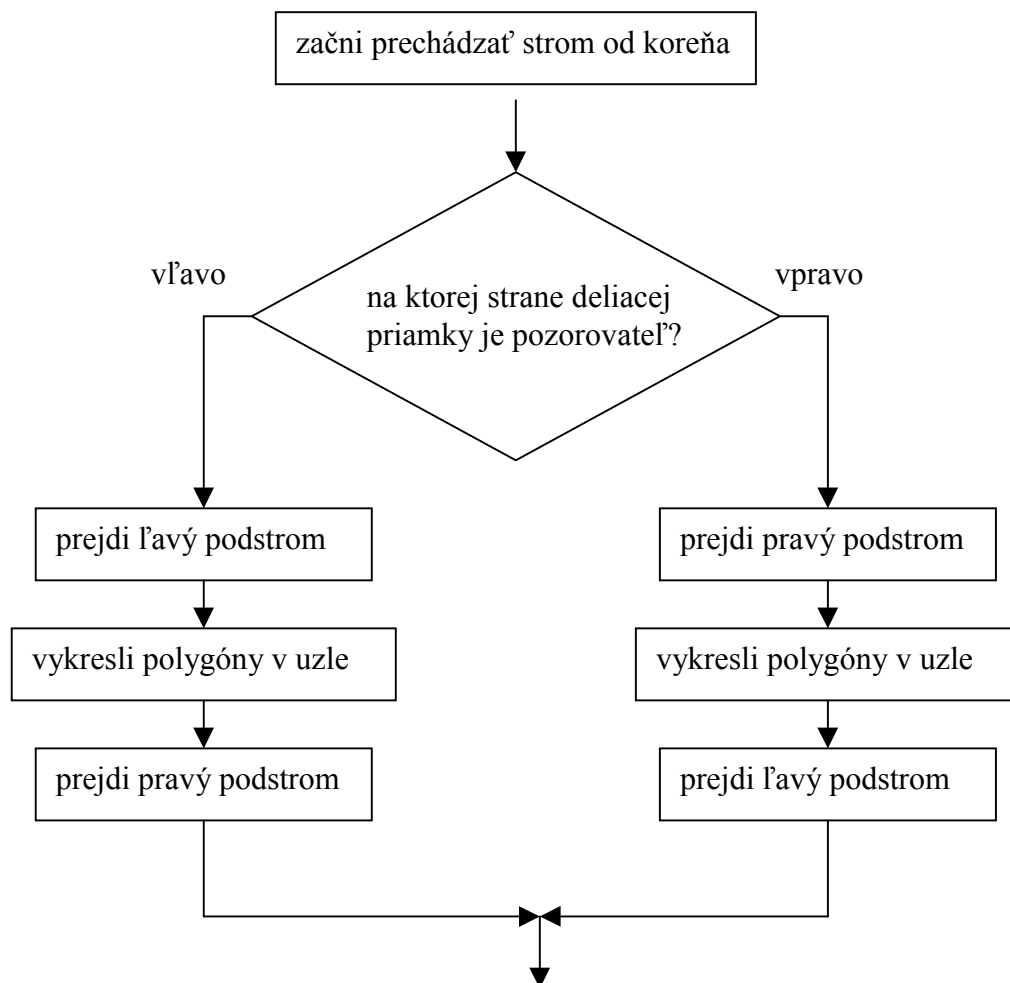 začni prechádzať strom od koreňa
vľavo
vpravo
na ktorej strane deliacej
priamky je pozorovateľ?
prejdi ľavý podstrom
prejdi pravý podstrom
vykresli polygóny v uzle
vykresli polygóny v uzle
prejdi pravý podstrom
prejdi ľavý podstrom